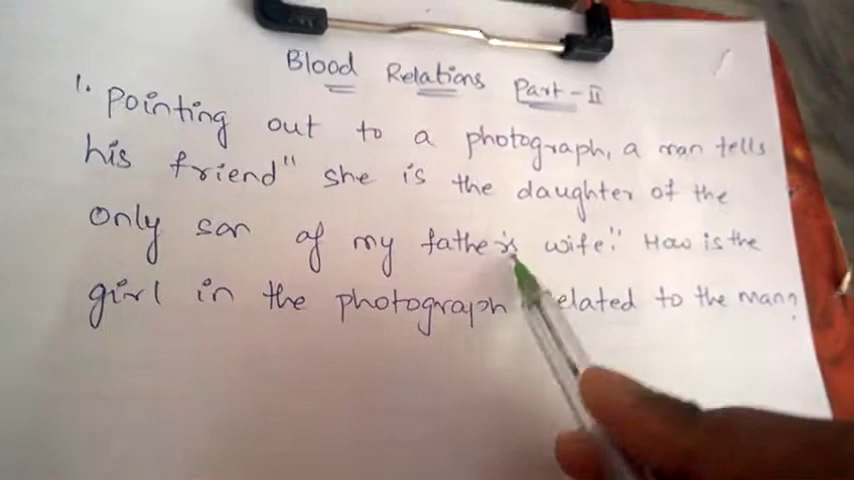 Blood Relations Part - II
1. Pointing out to a photograph, a man tells
his friend" she is the daughter of the
only son of my father's wife." How is the
girl in the photograph related to the man?